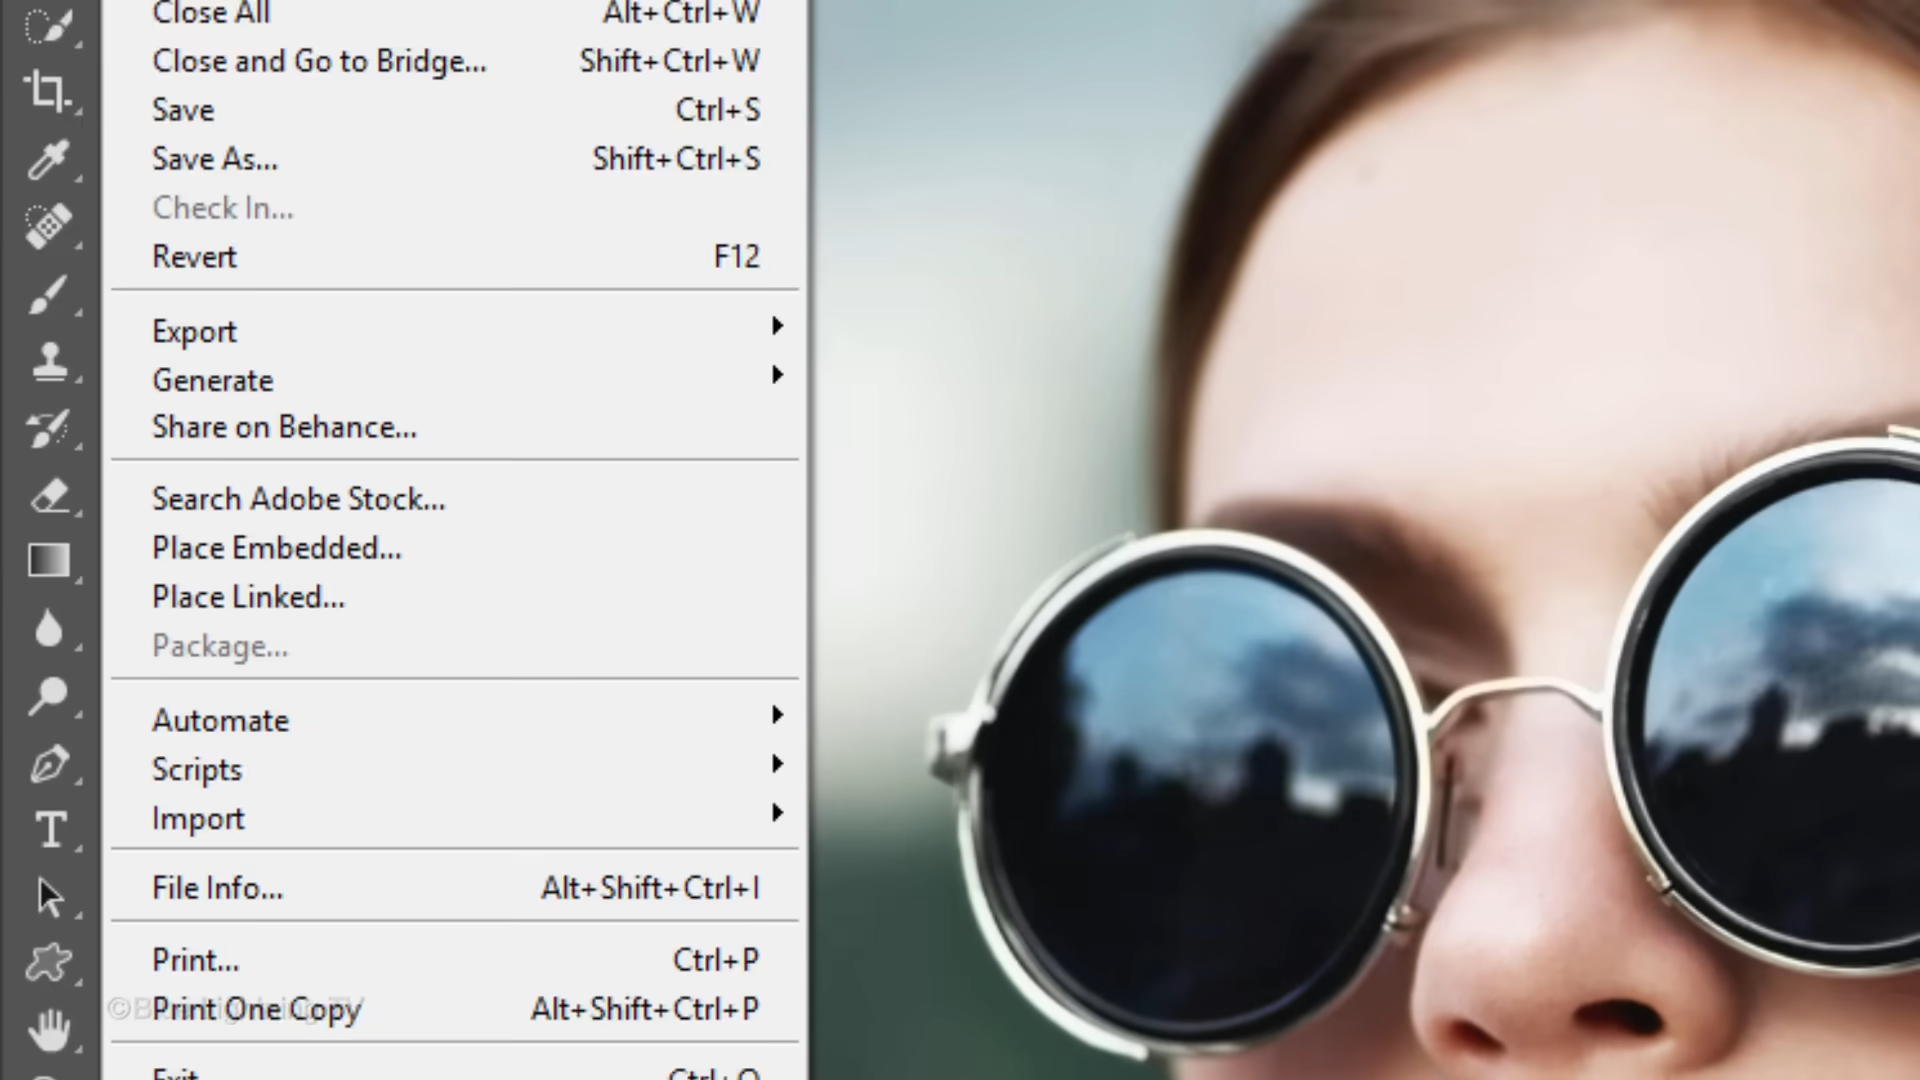 Close All Alt+Ctrl+W
Close and Go to Bridge... Shift+Ctrl+W
Save Ctrl+S
Save As... Shift+Ctrl+S
Check In...
Revert F12
Export
Generate
Share on Behance...
Search Adobe Stock...
Place Embedded...
Place Linked...
Package...
Automate
Scripts
Import
File Info... Alt+Shift+Ctrl+I
Print... Ctrl+P
Print One Copy Alt+Shift+Ctrl+P
Exit Ctrl+Q